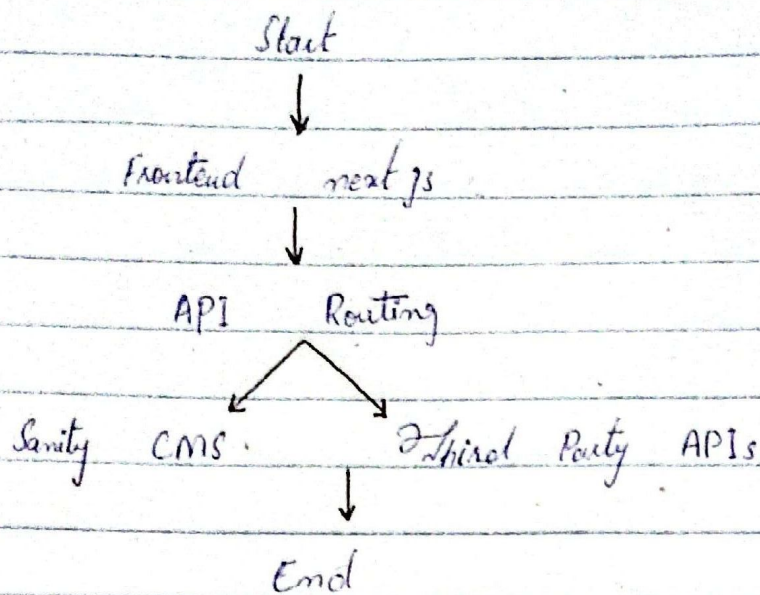 Start
Frontend next js
API Routing
Sanity CMS. Third Party APIs
End